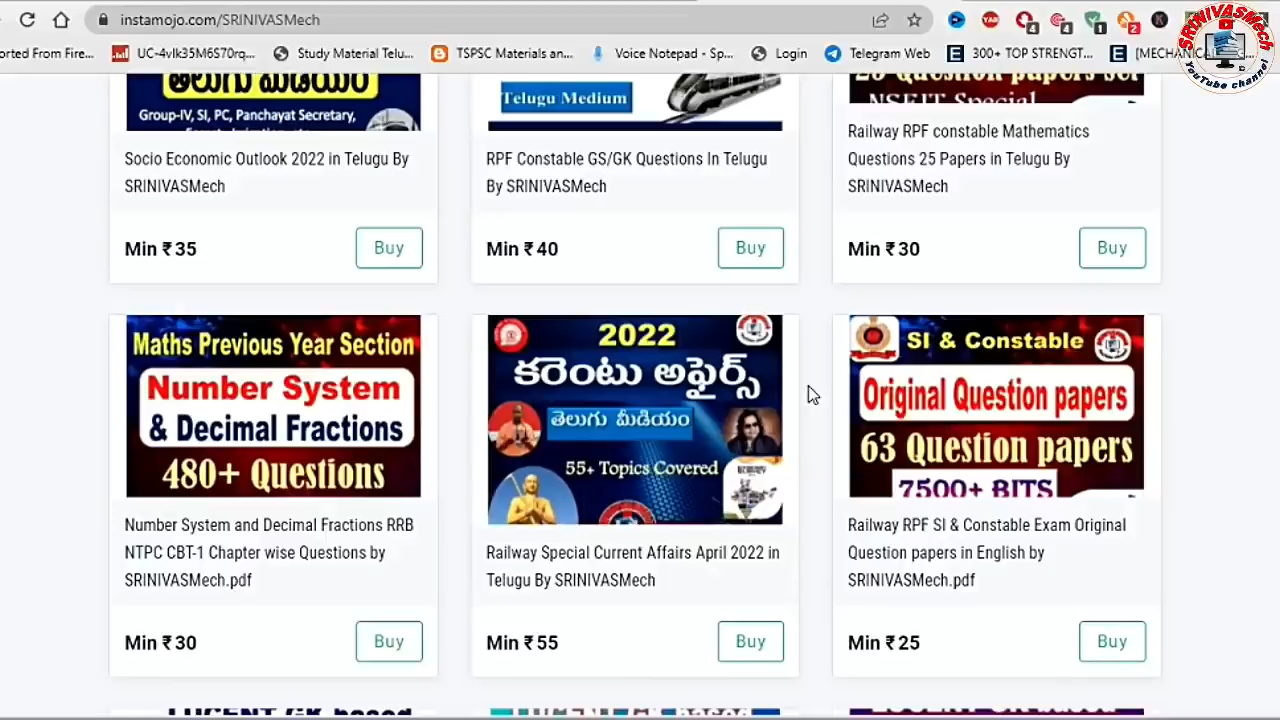 instamojo.com/SRINIVASMech
orted From Fire...
UC-4vIk35M6S70rq...
Study Material Telu...
TSPSC Materials an...
Voice Notepad - Sp...
Login
Telegram Web
300+ TOP STRENGT...
SRINIVASMech
YouTube channel
తెలుగు మీడియం
Group-IV, SI, PC, Panchayat Secretary,
Socio Economic Outlook 2022 in Telugu By
SRINIVASMech
Min ₹ 35
Buy
Telugu Medium
RPF Constable GS/GK Questions In Telugu
By SRINIVASMech
Min ₹ 40
Buy
Railway RPF constable Mathematics
Questions 25 Papers in Telugu By
SRINIVASMech
Min ₹ 30
Buy
Maths Previous Year Section
Number System
& Decimal Fractions
480+ Questions
Number System and Decimal Fractions RRB
NTPC CBT-1 Chapter wise Questions by
SRINIVASMech.pdf
Min ₹ 30
Buy
2022
కరెంటు అఫైర్స్
తెలుగు మీడియం
55+ Topics Covered
Railway Special Current Affairs April 2022 in
Telugu By SRINIVASMech
Min ₹ 55
Buy
SI & Constable
Original Question papers
63 Question papers
7500+ BITS
Railway RPF SI & Constable Exam Original
Question papers in English by
SRINIVASMech.pdf
Min ₹ 25
Buy